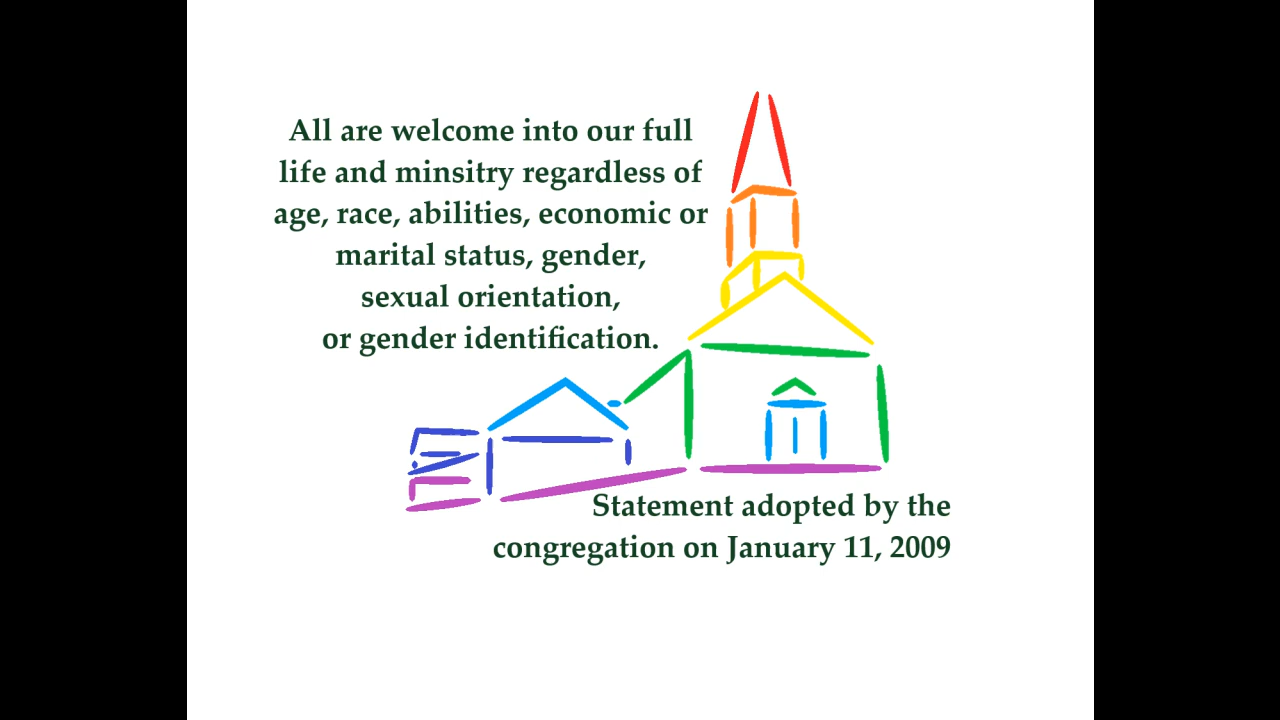 All are welcome into our full
life and minsitry regardless of
age, race, abilities, economic or
marital status, gender,
sexual orientation,
or gender identification.
Statement adopted by the
congregation on January 11, 2009